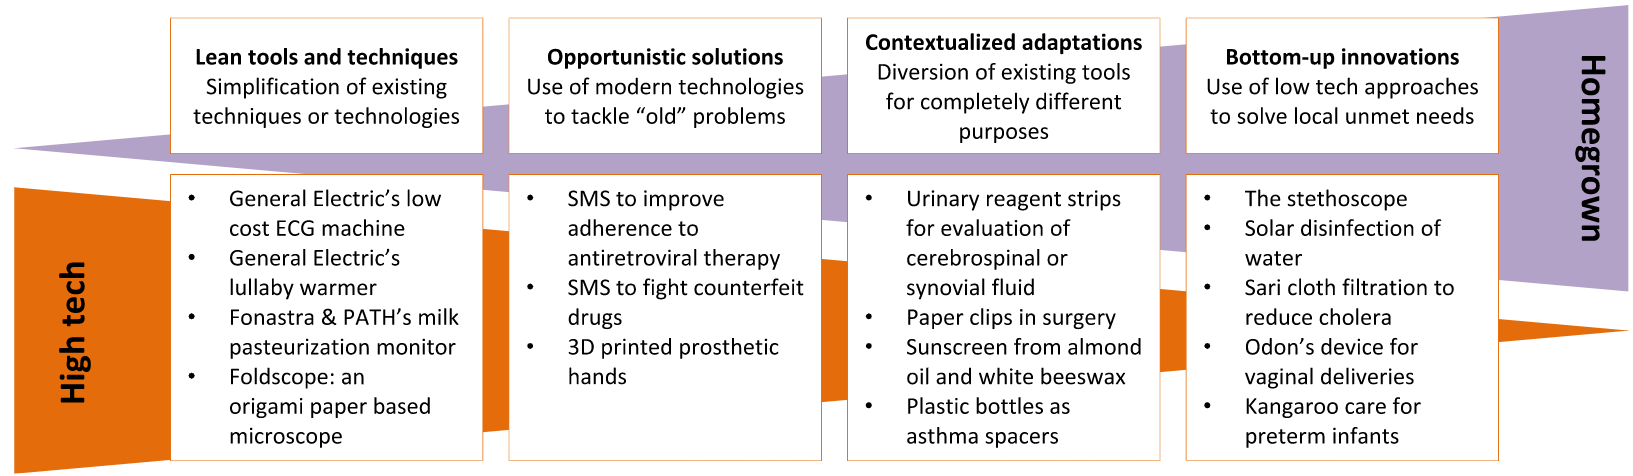 Lean tools and techniques
Simplification of existing
techniques or technologies
Opportunistic solutions
Use of modern technologies
to tackle “old” problems
Contextualized adaptations
Diversion of existing tools
for completely different
purposes
Bottom-up innovations
Use of low tech approaches
to solve local unmet needs
Homegrown
High tech
• General Electric’s low
cost ECG machine
• General Electric’s
lullaby warmer
• Fonastra & PATH’s milk
pasteurization monitor
• Foldscope: an
origami paper based
microscope
• SMS to improve
adherence to
antiretroviral therapy
• SMS to fight counterfeit
drugs
• 3D printed prosthetic
hands
• Urinary reagent strips
for evaluation of
cerebrospinal or
synovial fluid
• Paper clips in surgery
• Sunscreen from almond
oil and white beeswax
• Plastic bottles as
asthma spacers
• The stethoscope
• Solar disinfection of
water
• Sari cloth filtration to
reduce cholera
• Odon’s device for
vaginal deliveries
• Kangaroo care for
preterm infants